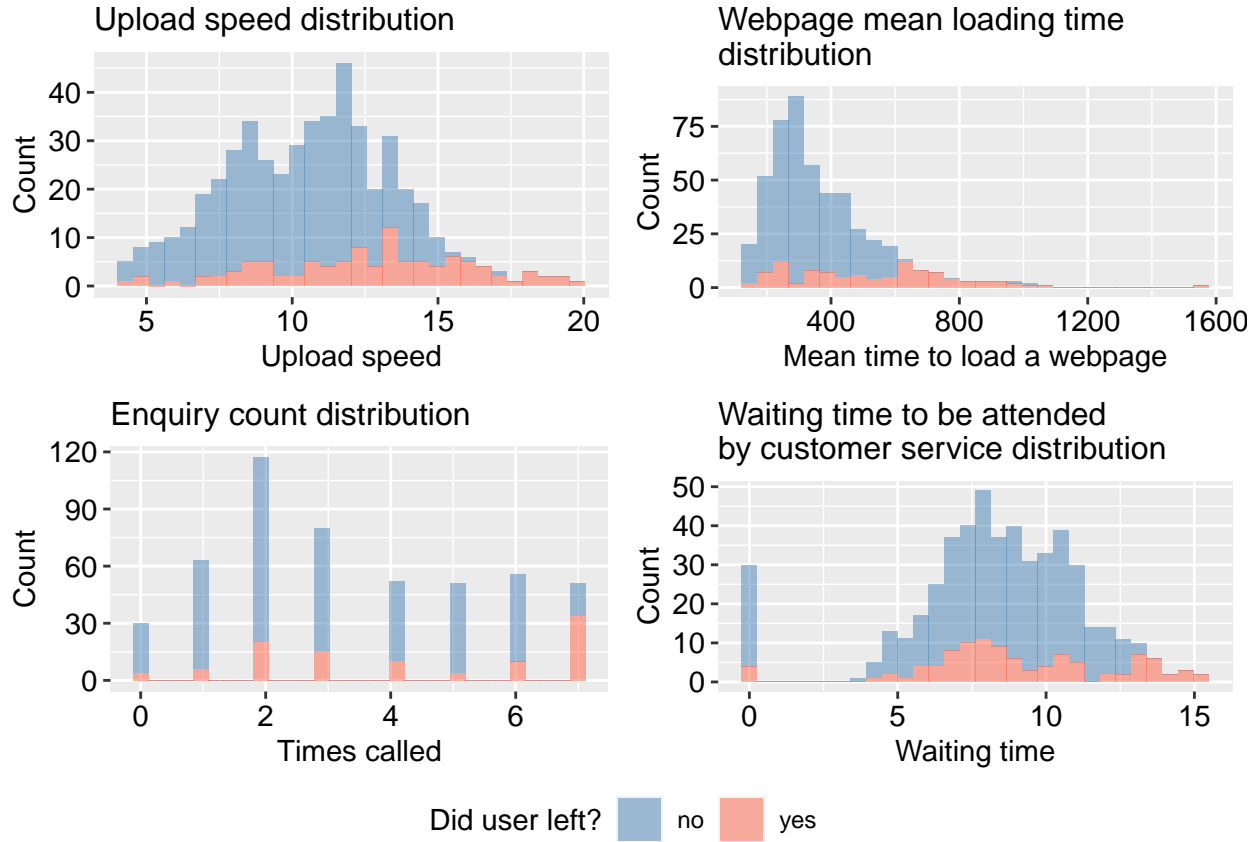 Upload speed distribution
Count
40
30
20
10
0
5 10 15 20
Upload speed
Webpage mean loading time
distribution
Count
75
50
25
0
400 800 1200 1600
Mean time to load a webpage
Enquiry count distribution
Count
120
90
60
30
0
0 2 4 6
Times called
Waiting time to be attended
by customer service distribution
Count
50
40
30
20
10
0
0 5 10 15
Waiting time
Did user left? no yes